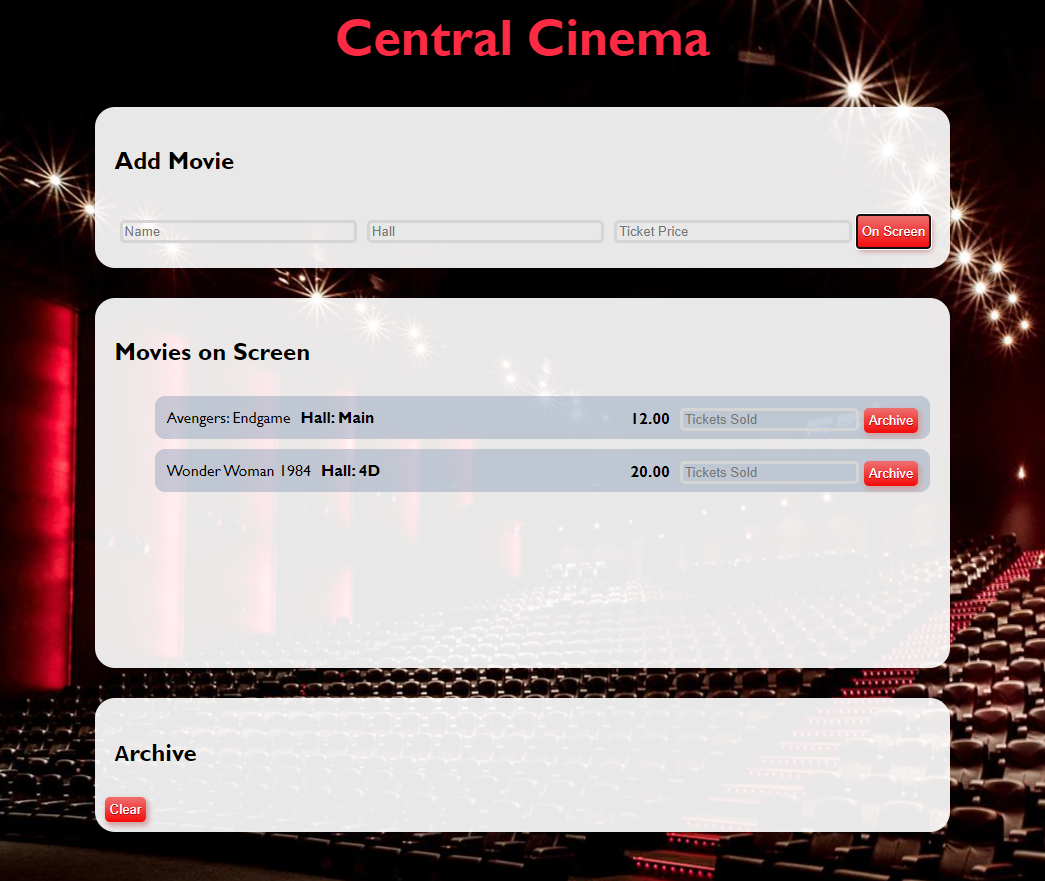 Central Cinema
Add Movie
Name Hall Ticket Price On Screen
Movies on Screen
Avengers: Endgame Hall: Main 12.00 Tickets Sold Archive
Wonder Woman 1984 Hall: 4D 20.00 Tickets Sold Archive
Archive
Clear